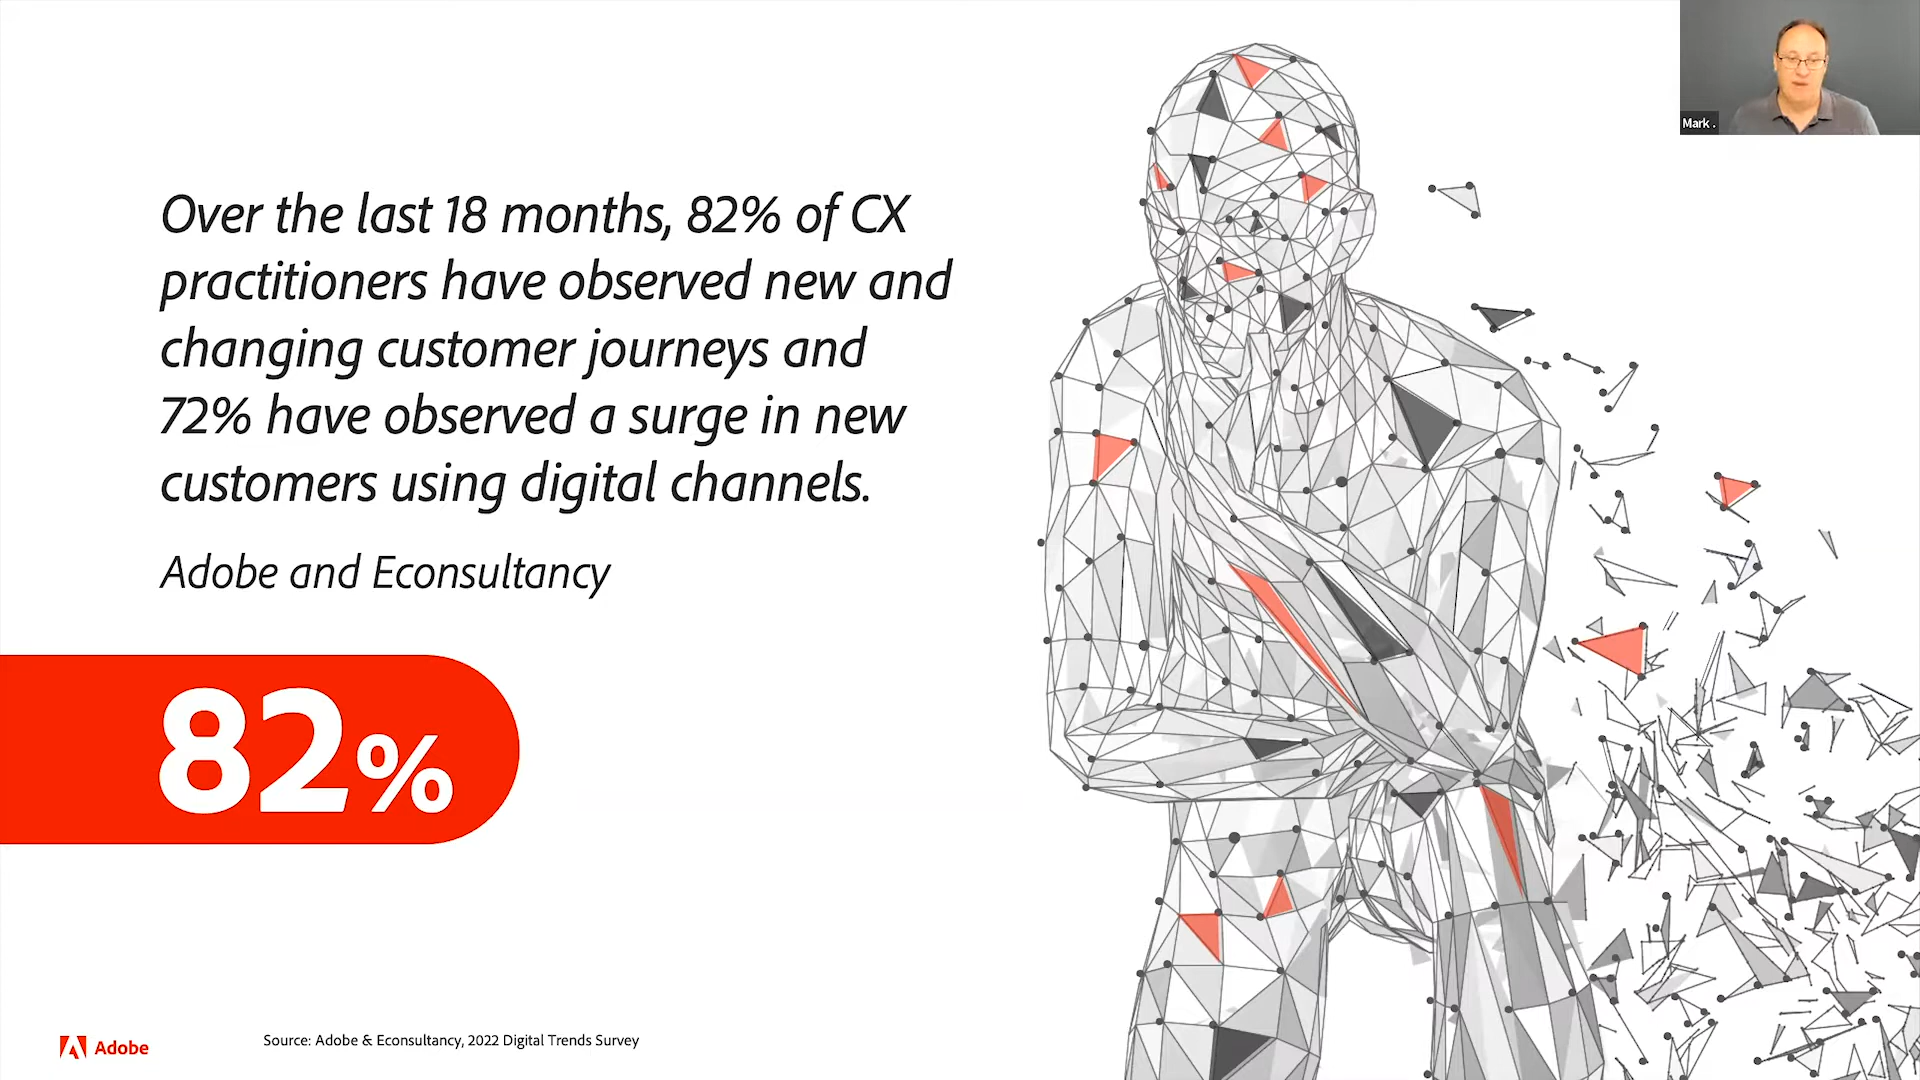 Over the last 18 months, 82% of CX
practitioners have observed new and
changing customer journeys and
72% have observed a surge in new
customers using digital channels.
Adobe and Econsultancy
82%
Adobe
Source: Adobe & Econsultancy, 2022 Digital Trends Survey
Mark .